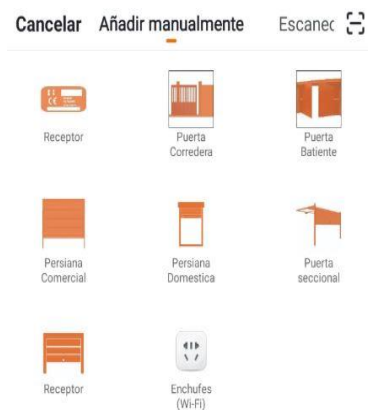 Cancelar Añadir manualmente Escanec
Receptor
Puerta
Corredera
Puerta
Batiente
Persiana
Comercial
Persiana
Domestica
Puerta
seccional
Receptor
Enchufes
(Wi-Fi)